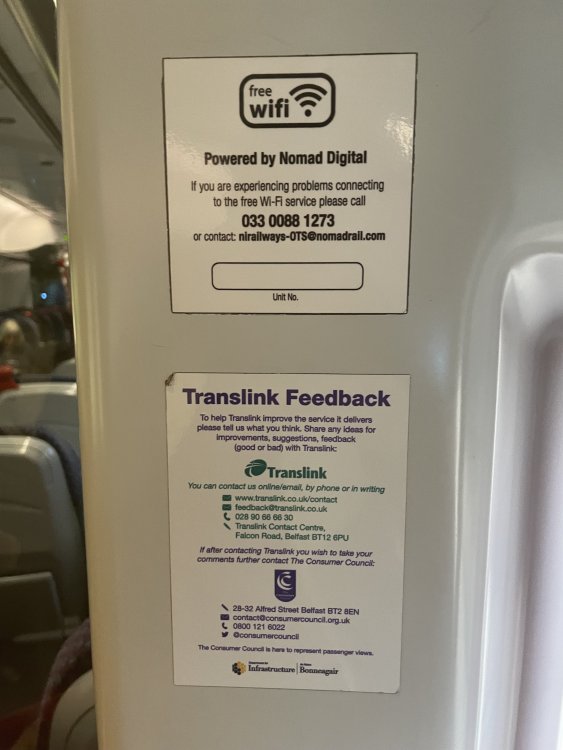 free
wifi
Powered by Nomad Digital
If you are experiencing problems connecting
to the free Wi-Fi service please call
033 0088 1273
or contact: nirailways-OTS@nomadrail.com
Unit No.
Translink Feedback
To help Translink improve the service it delivers
please tell us what you think. Share any ideas for
improvements, suggestions, feedback
(good or bad) with Translink:
Translink
You can contact us online/email, by phone or in writing
www.translink.co.uk/contact
feedback@translink.co.uk
028 90 66 66 30
Translink Contact Centre,
Falcon Road, Belfast BT12 6PU
If after contacting Translink you wish to take your
comments further contact The Consumer Council:
28-32 Alfred Street Belfast BT2 8EN
contact@consumercouncil.org.uk
0800 121 6022
@consumercouncil
The Consumer Council is here to represent passenger views.
Department for
Infrastructure
An Roinn
Bonneagair